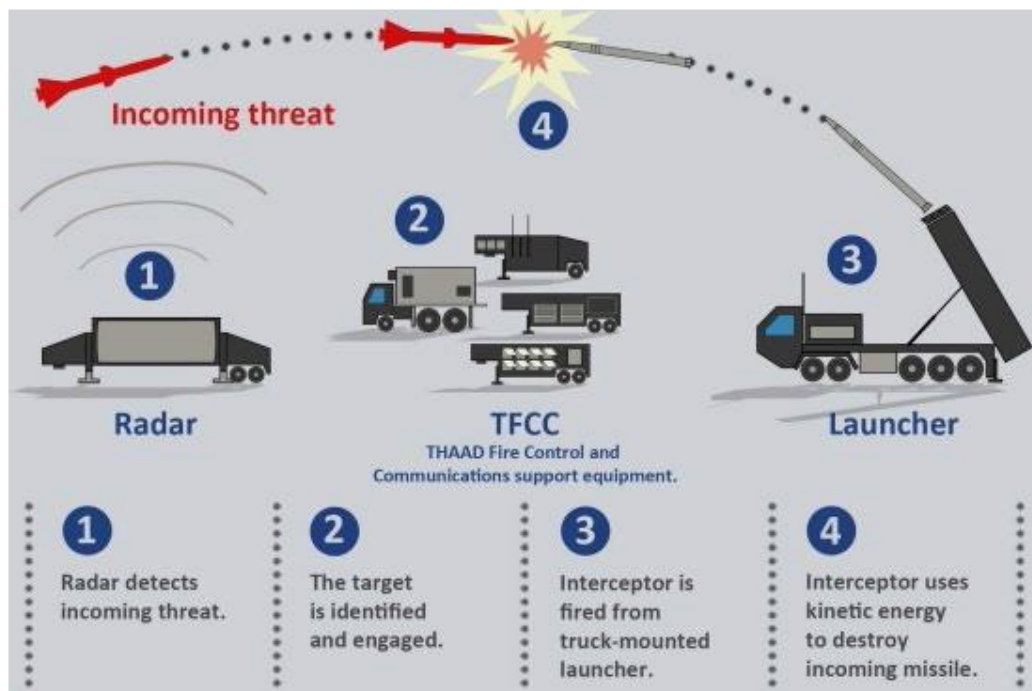 Incoming threat
4
2
1
3
Radar
TFCC
THAAD Fire Control and
Communications support equipment.
Launcher
1
Radar detects
incoming threat.
2
The target
is identified
and engaged.
3
Interceptor is
fired from
truck-mounted
launcher.
4
Interceptor uses
kinetic energy
to destroy
incoming missile.